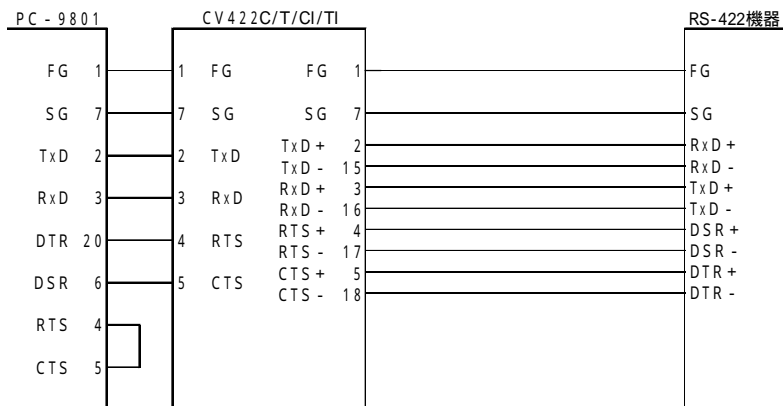 PC-9801 CV422C/T/CI/TI RS-422機器
FG 1 1 FG FG 1 FG
SG 7 7 SG SG 7 SG
TxD 2 2 TxD TxD+ 2 RxD+
TxD- 15 RxD-
RxD 3 3 RxD RxD+ 3 TxD+
RxD- 16 TxD-
DTR 20 4 RTS RTS+ 4 DSR+
RTS- 17 DSR-
DSR 6 5 CTS CTS+ 5 DTR+
CTS- 18 DTR-
RTS 4
CTS 5